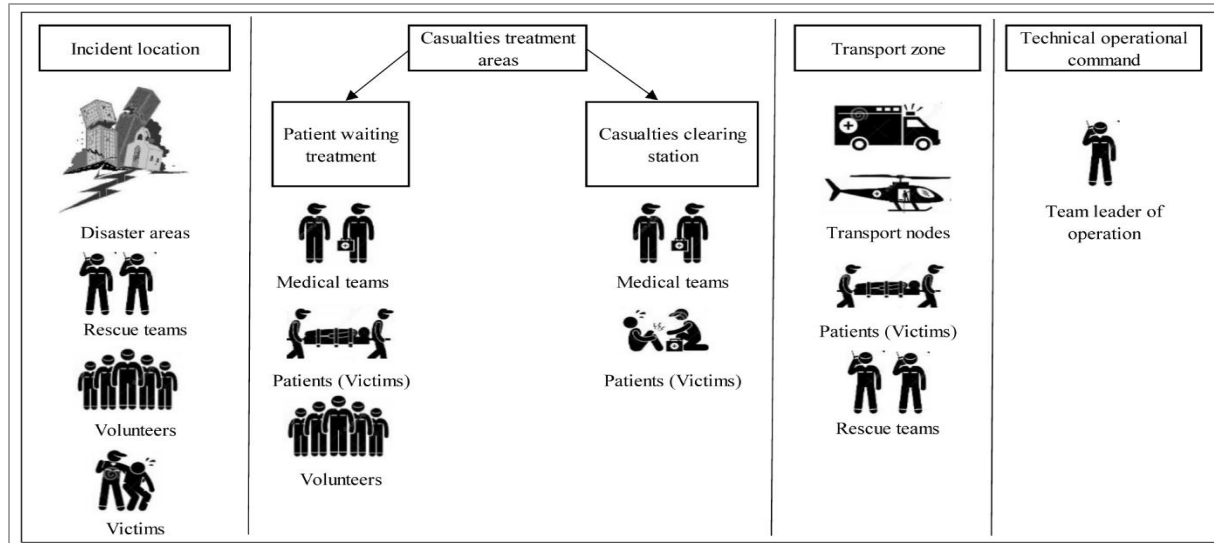 Incident location
Disaster areas
Rescue teams
Volunteers
Victims
Casualties treatment
areas
Patient waiting
treatment
Medical teams
Patients (Victims)
Volunteers
Casualties clearing
station
Medical teams
Patients (Victims)
Transport zone
Transport nodes
Patients (Victims)
Rescue teams
Technical operational
command
Team leader of
operation